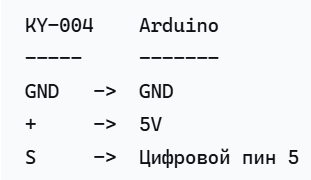 KY-004 Arduino
----- -------
GND -> GND
+ -> 5V
S -> Цифровой пин 5